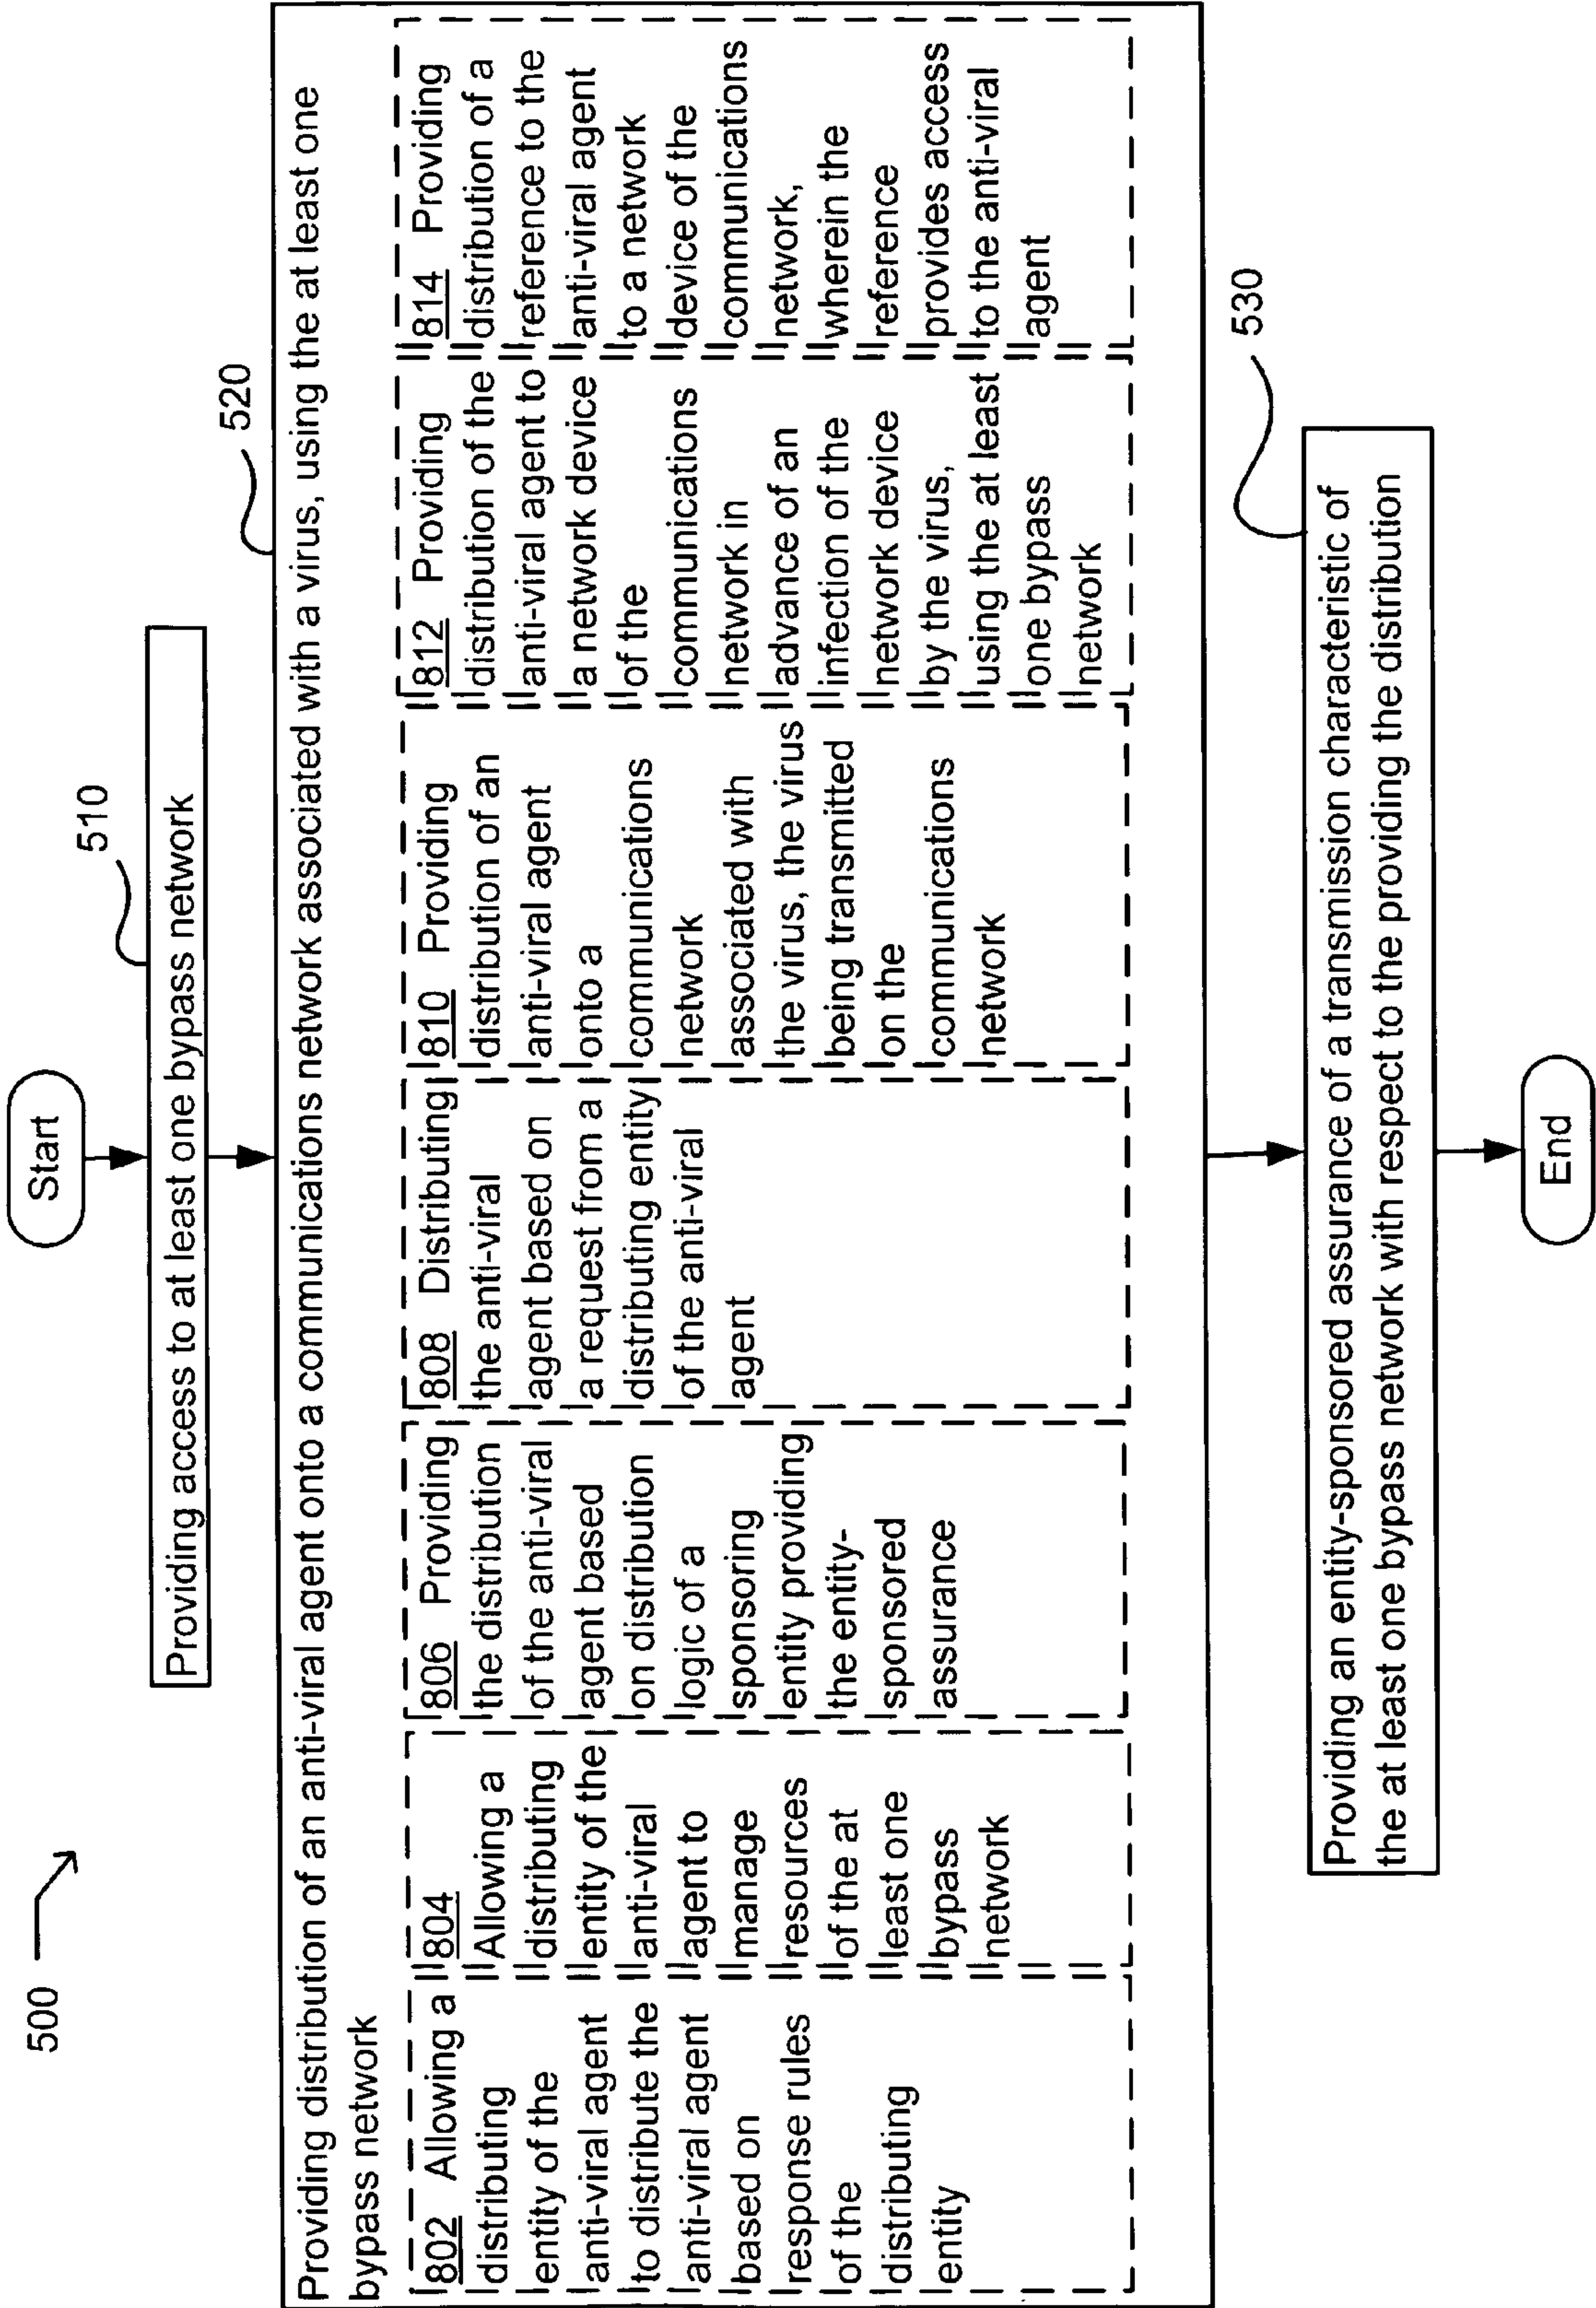 500
Start
510
Providing access to at least one bypass network
520
Providing distribution of an anti-viral agent onto a communications network associated with a virus, using the at least one
bypass network
802 Allowing a
distributing
entity of the
anti-viral agent
to distribute the
anti-viral agent
based on
response rules
of the
distributing
entity
804
Allowing a
distributing
entity of the
anti-viral
agent to
manage
resources
of the at
least one
bypass
network
806 Providing
the distribution
of the anti-viral
agent based
on distribution
logic of a
sponsoring
entity providing
the entity-
sponsored
assurance
808 Distributing
the anti-viral
agent based on
a request from a
distributing entity
of the anti-viral
agent
810 Providing
distribution of an
anti-viral agent
onto a
communications
network
associated with
the virus, the virus
being transmitted
on the
communications
network
812 Providing
distribution of the
anti-viral agent to
a network device
of the
communications
network in
advance of an
infection of the
network device
by the virus,
using the at least
one bypass
network
814 Providing
distribution of a
reference to the
anti-viral agent
to a network
device of the
communications
network,
wherein the
reference
provides access
to the anti-viral
agent
530
Providing an entity-sponsored assurance of a transmission characteristic of
the at least one bypass network with respect to the providing the distribution
End